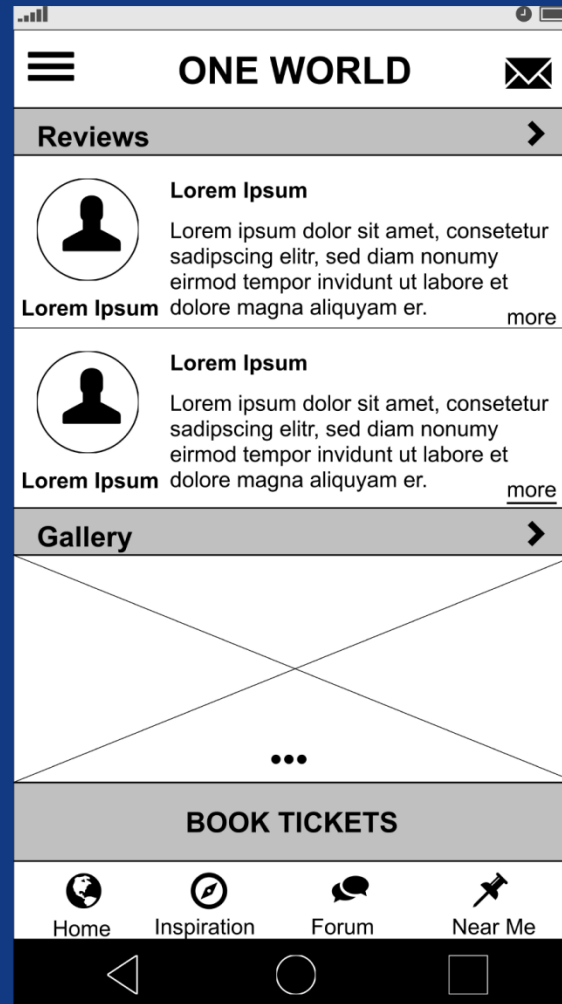 ONE WORLD
Reviews
Lorem Ipsum
Lorem ipsum dolor sit amet, consetetur
sadipscing elitr, sed diam nonumy
eirmod tempor invidunt ut labore et
dolore magna aliquyam er.
Lorem Ipsum
more
Lorem Ipsum
Lorem ipsum dolor sit amet, consetetur
sadipscing elitr, sed diam nonumy
eirmod tempor invidunt ut labore et
dolore magna aliquyam er.
Lorem Ipsum
more
Gallery
BOOK TICKETS
Home
Inspiration
Forum
Near Me